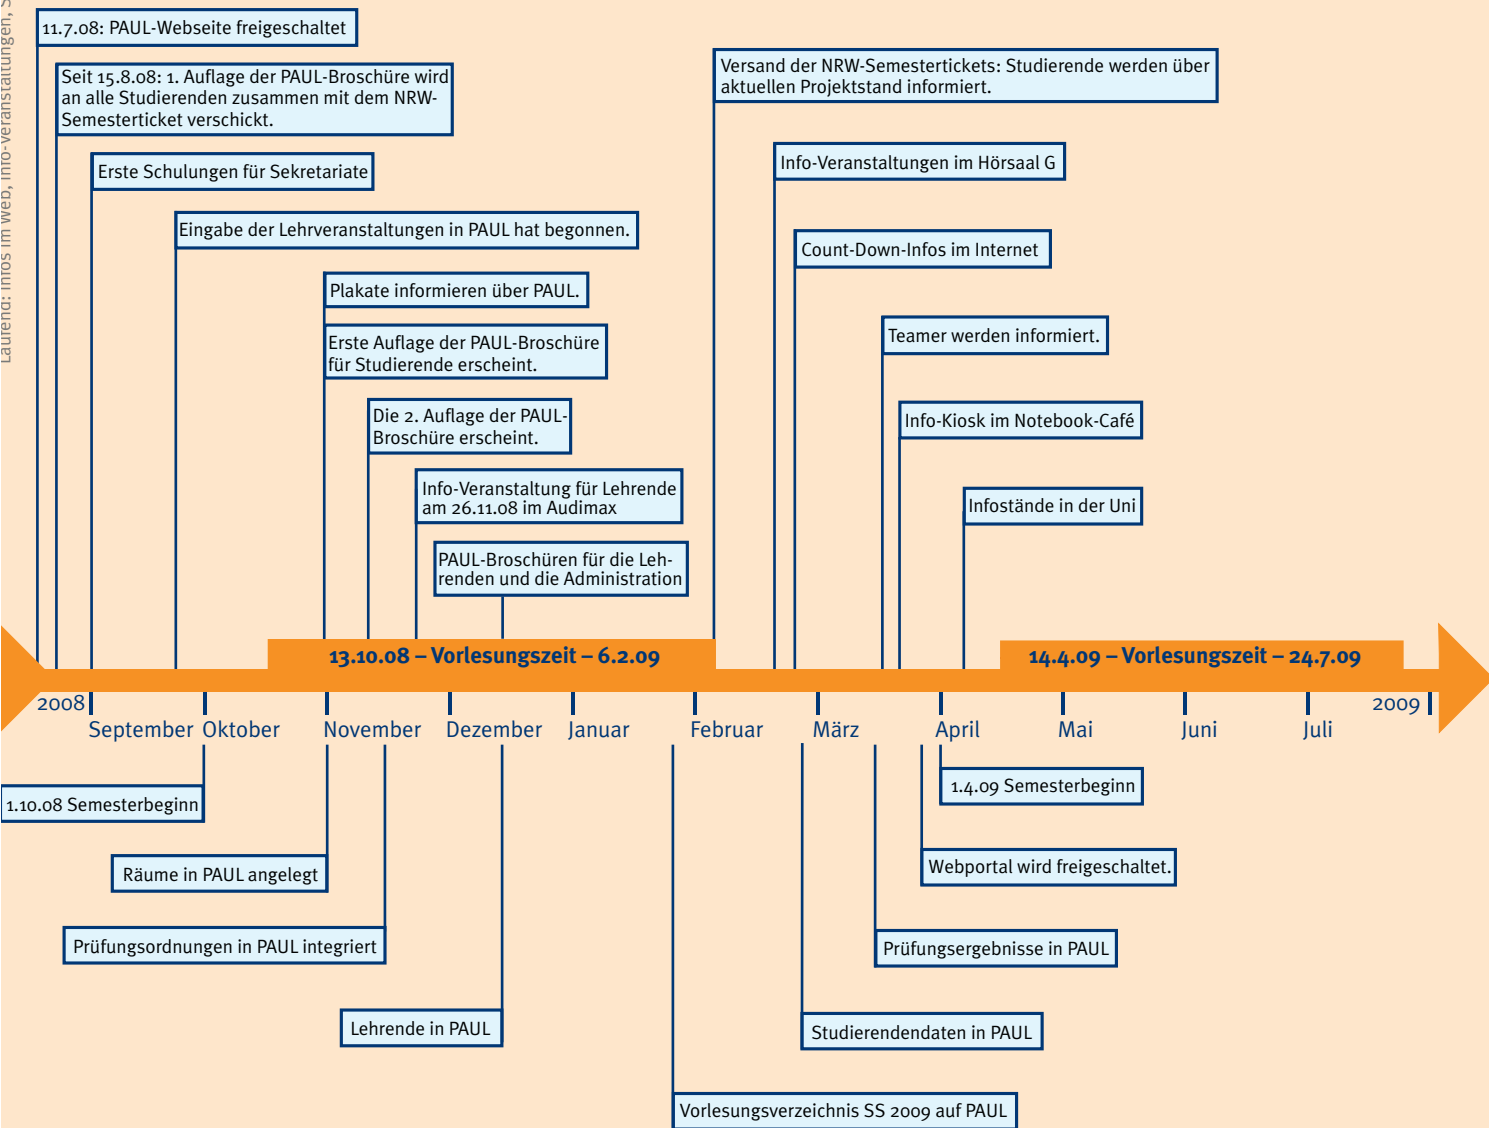 Laufend: Infos im Web, Info-Veranstaltungen,
11.7.08: PAUL-Webseite freigeschaltet
Seit 15.8.08: 1. Auflage der PAUL-Broschüre wird
an alle Studierenden zusammen mit dem NRW-
Semesterticket verschickt.
Erste Schulungen für Sekretariate
Eingabe der Lehrveranstaltungen in PAUL hat begonnen.
Plakate informieren über PAUL.
Erste Auflage der PAUL-Broschüre
für Studierende erscheint.
Die 2. Auflage der PAUL-
Broschüre erscheint.
Info-Veranstaltung für Lehrende
am 26.11.08 im Audimax
PAUL-Broschüren für die Leh-
renden und die Administration
Versand der NRW-Semestertickets: Studierende werden über
aktuellen Projektstand informiert.
Info-Veranstaltungen im Hörsaal G
Count-Down-Infos im Internet
Teamer werden informiert.
Info-Kiosk im Notebook-Café
Infostände in der Uni
13.10.08 – Vorlesungszeit – 6.2.09
14.4.09 – Vorlesungszeit – 24.7.09
2008
2009
September Oktober November Dezember Januar Februar März April Mai Juni Juli
1.10.08 Semesterbeginn
Räume in PAUL angelegt
Prüfungsordnungen in PAUL integriert
Lehrende in PAUL
1.4.09 Semesterbeginn
Webportal wird freigeschaltet.
Prüfungsergebnisse in PAUL
Studierendendaten in PAUL
Vorlesungsverzeichnis SS 2009 auf PAUL